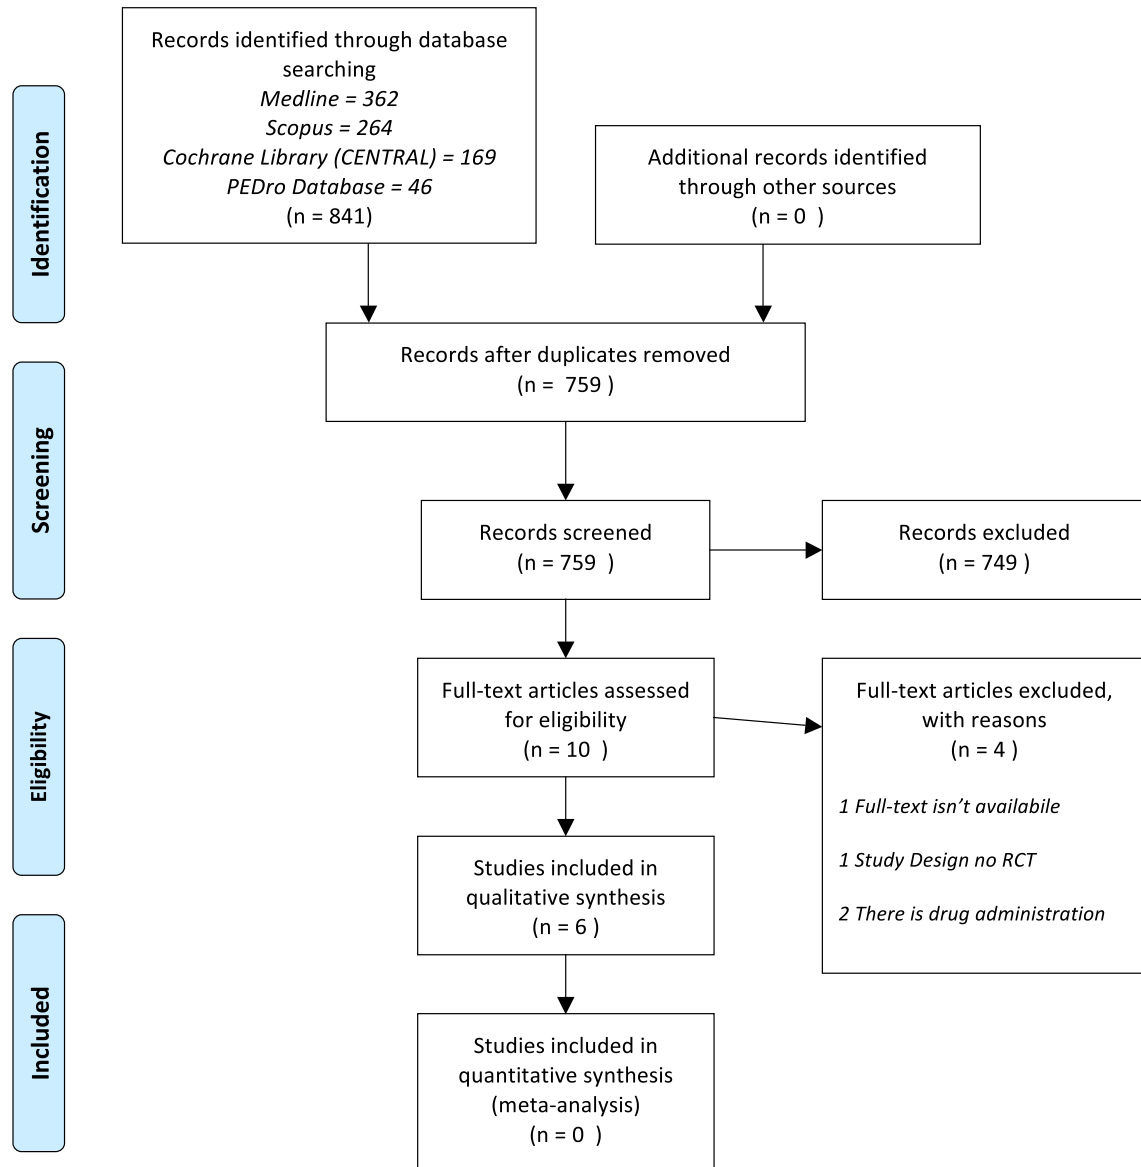 Identification
Records identified through database
searching
Medline = 362
Scopus = 264
Cochrane Library (CENTRAL) = 169
PEDro Database = 46
(n = 841)
Additional records identified
through other sources
(n = 0  )
Records after duplicates removed
(n =  759 )
Screening
Records screened
(n = 759  )
Records excluded
(n = 749 )
Eligibility
Full-text articles assessed
for eligibility
(n = 10  )
Full-text articles excluded,
with reasons
(n = 4 )
1 Full-text isn’t availabile
1 Study Design no RCT
2 There is drug administration
Studies included in
qualitative synthesis
(n = 6 )
Included
Studies included in
quantitative synthesis
(meta-analysis)
(n = 0  )